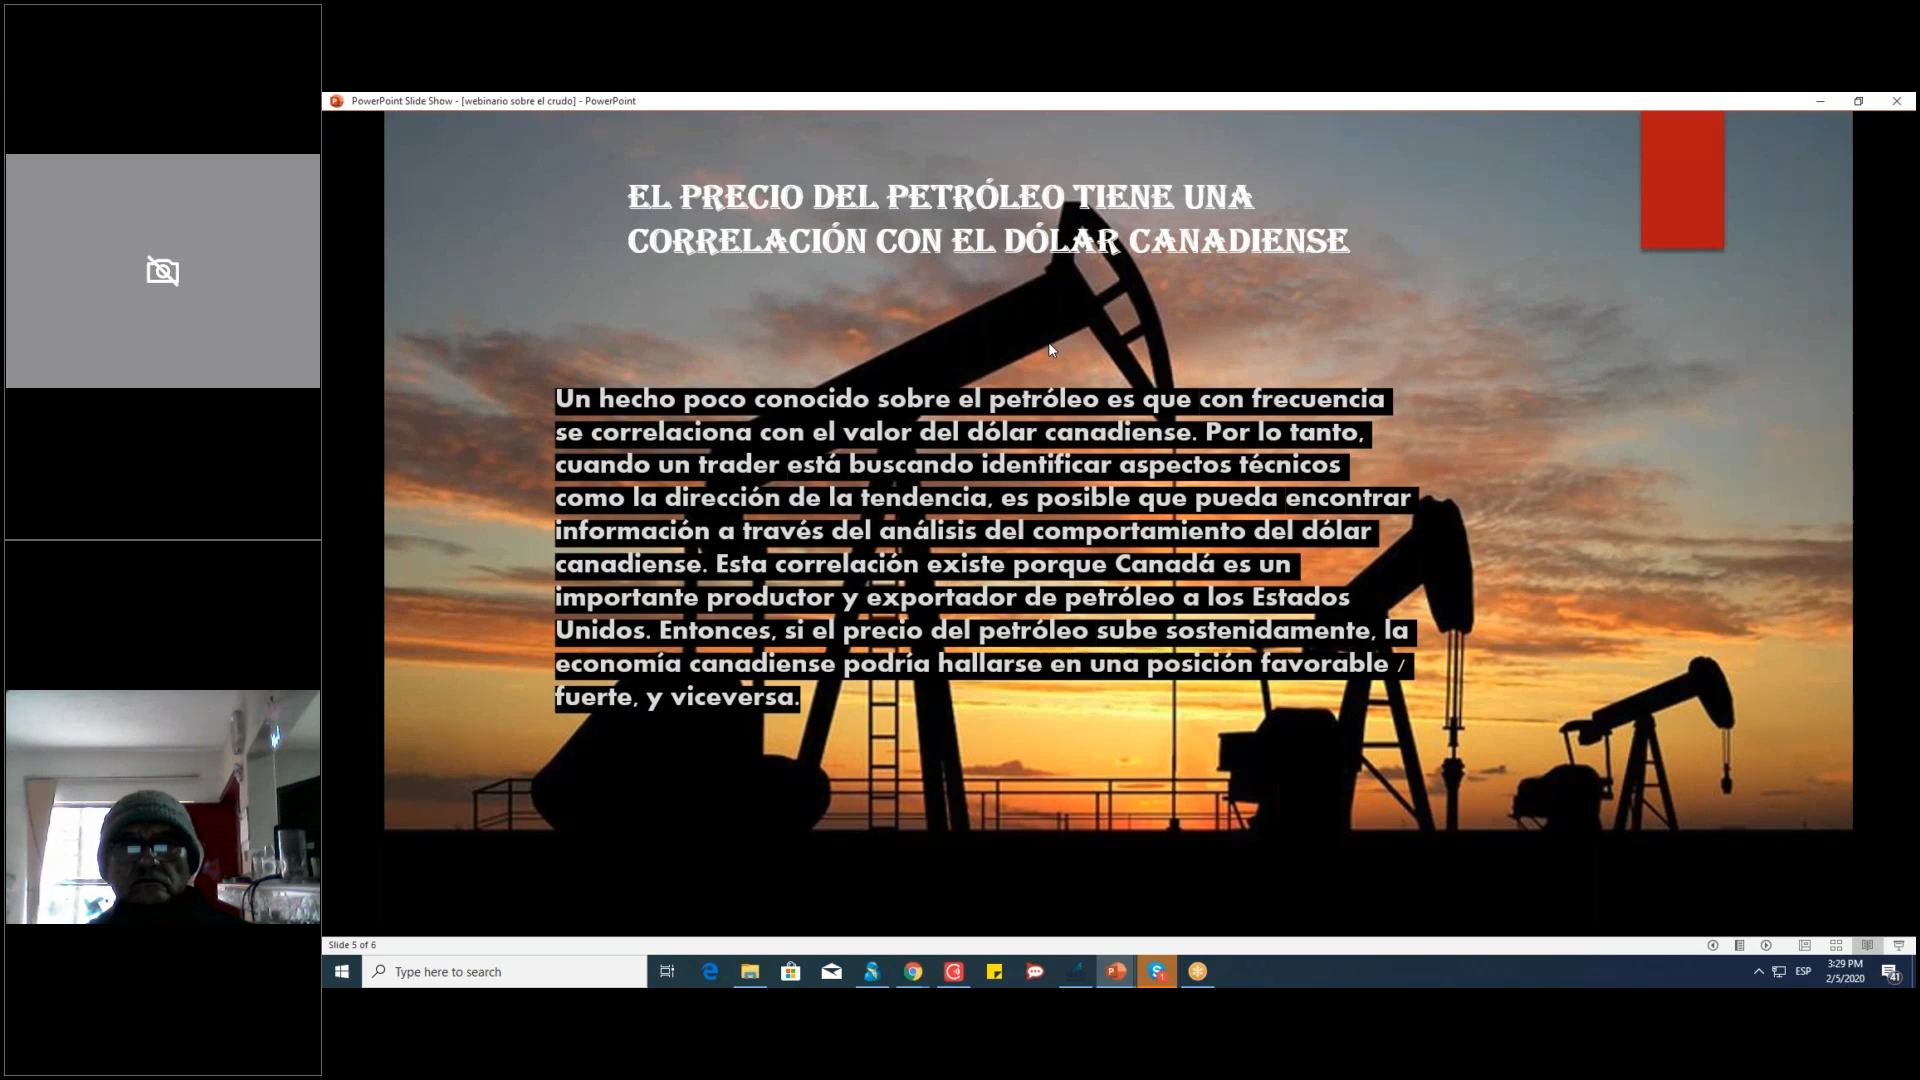 PowerPoint Slide Show - [webinario sobre el crudo] - PowerPoint
EL PRECIO DEL PETRÓLEO TIENE UNA
CORRELACIÓN CON EL DÓLAR CANADIENSE
Un hecho poco conocido sobre el petróleo es que con frecuencia
se correlaciona con el valor del dólar canadiense. Por lo tanto,
cuando un trader está buscando identificar aspectos técnicos
como la dirección de la tendencia, es posible que pueda encontrar
información a través del análisis del comportamiento del dólar
canadiense. Esta correlación existe porque Canadá es un
importante productor y exportador de petróleo a los Estados
Unidos. Entonces, si el precio del petróleo sube sostenidamente, la
economía canadiense podría hallarse en una posición favorable /
fuerte, y viceversa.
Slide 5 of 6
Type here to search
ESP
3:29 PM
2/5/2020
41